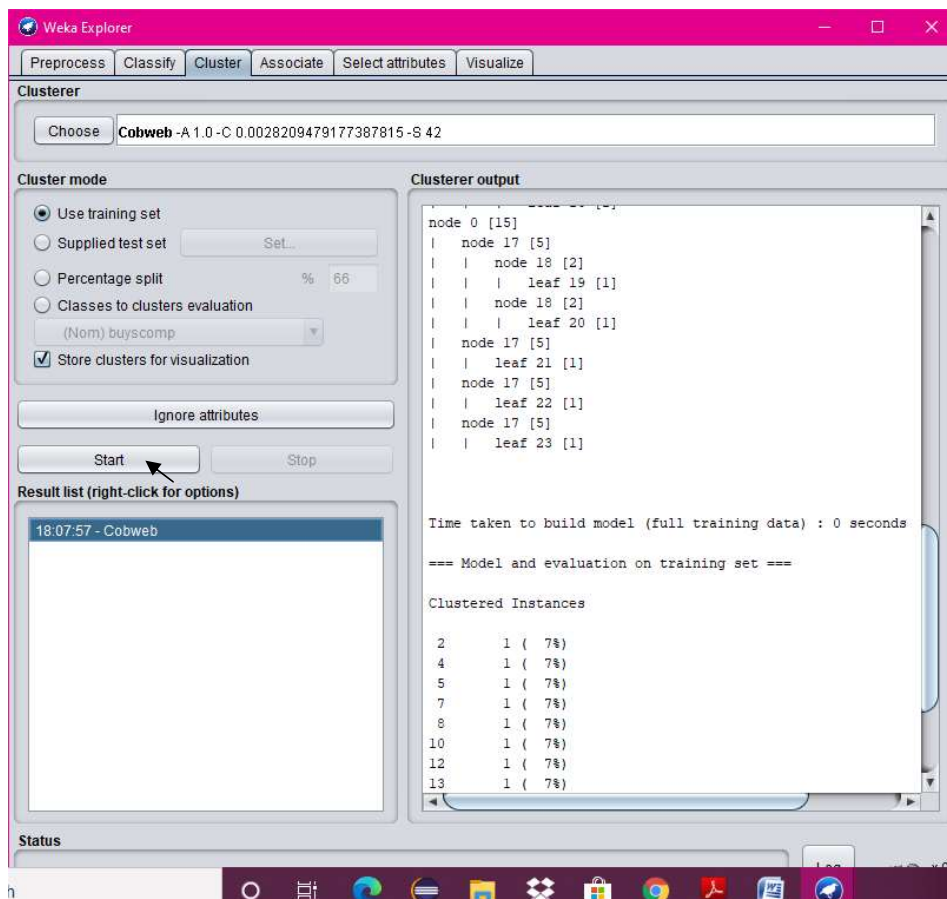 Weka Explorer
Preprocess Classify Cluster Associate Select attributes Visualize
Clusterer
Choose Cobweb -A 1.0 -C 0.0028209479177387815 -S 42
Cluster mode
Use training set
Supplied test set Set...
Percentage split % 66
Classes to clusters evaluation
(Nom) buyscomp
Store clusters for visualization
Ignore attributes
Start Stop
Result list (right-click for options)
18:07:57 - Cobweb
Clusterer output
node 0 [15]
| node 17 [5]
| | node 18 [2]
| | | leaf 19 [1]
| | node 18 [2]
| | | leaf 20 [1]
| node 17 [5]
| | leaf 21 [1]
| node 17 [5]
| | leaf 22 [1]
| node 17 [5]
| | leaf 23 [1]
Time taken to build model (full training data) : 0 seconds
=== Model and evaluation on training set ===
Clustered Instances
2 1 ( 7%)
4 1 ( 7%)
5 1 ( 7%)
7 1 ( 7%)
8 1 ( 7%)
10 1 ( 7%)
12 1 ( 7%)
13 1 ( 7%)
Status
h